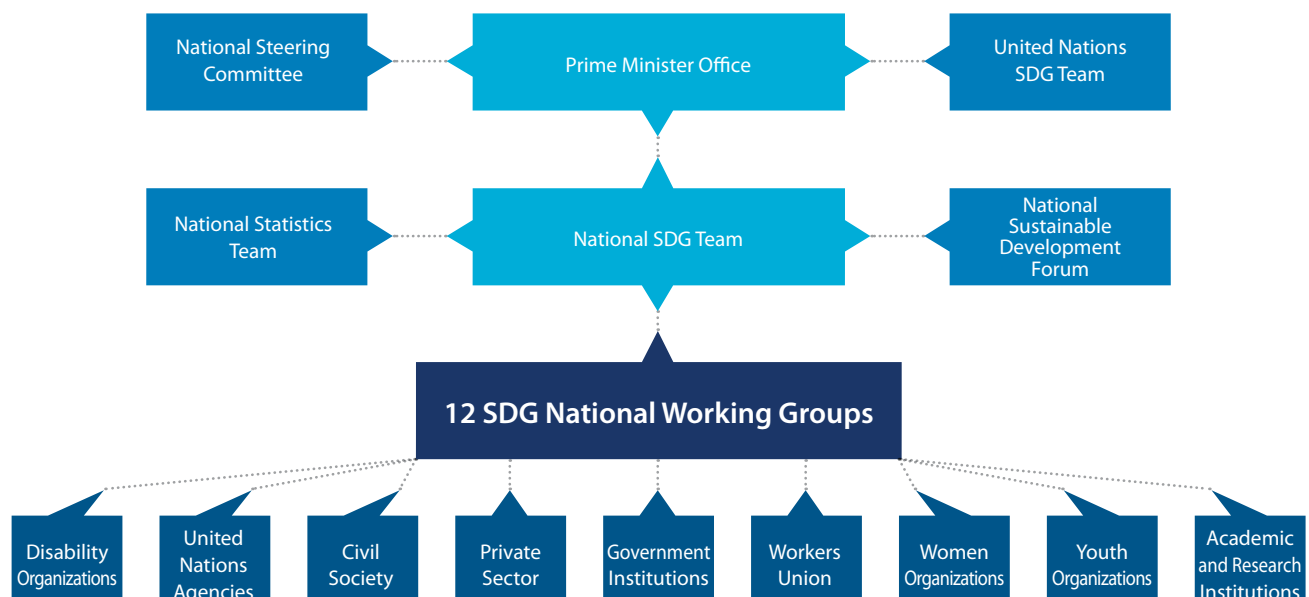 National Steering
Committee
Prime Minister Office
United Nations
SDG Team
National Statistics
Team
National SDG Team
National
Sustainable
Development
Forum
12 SDG National Working Groups
Disability
Organizations
United
Nations
Agencies
Civil
Society
Private
Sector
Government
Institutions
Workers
Union
Women
Organizations
Youth
Organizations
Academic
and Research
Institutions